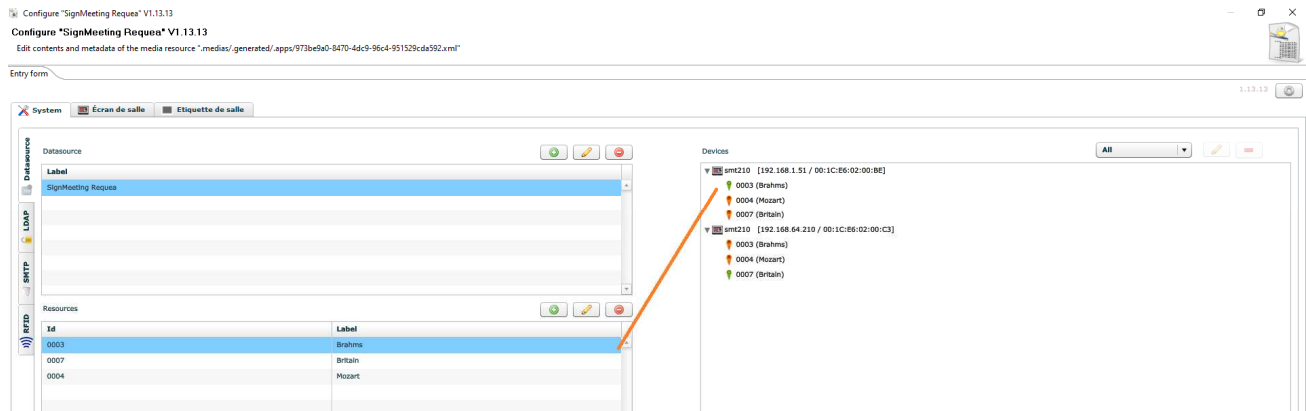 Configure "SignMeeting Requea" V1.13.13
Configure "SignMeeting Requea" V1.13.13
Edit contents and metadata of the media resource ".medias/.generated/.apps/973be9a0-8470-4dc9-96c4-951529cda592.xml"
Entry form
1.13.13
System Écran de salle Etiquette de salle
Datasource
LDAP
SMTP
RFID
Datasource
Label
SignMeeting Requea
Resources
Id Label
0003 Brahms
0007 Britain
0004 Mozart
Devices All
smt210 [192.168.1.51 / 00:1C:E6:02:00:BE]
0003 (Brahms)
0004 (Mozart)
0007 (Britain)
smt210 [192.168.64.210 / 00:1C:E6:02:00:C3]
0003 (Brahms)
0004 (Mozart)
0007 (Britain)